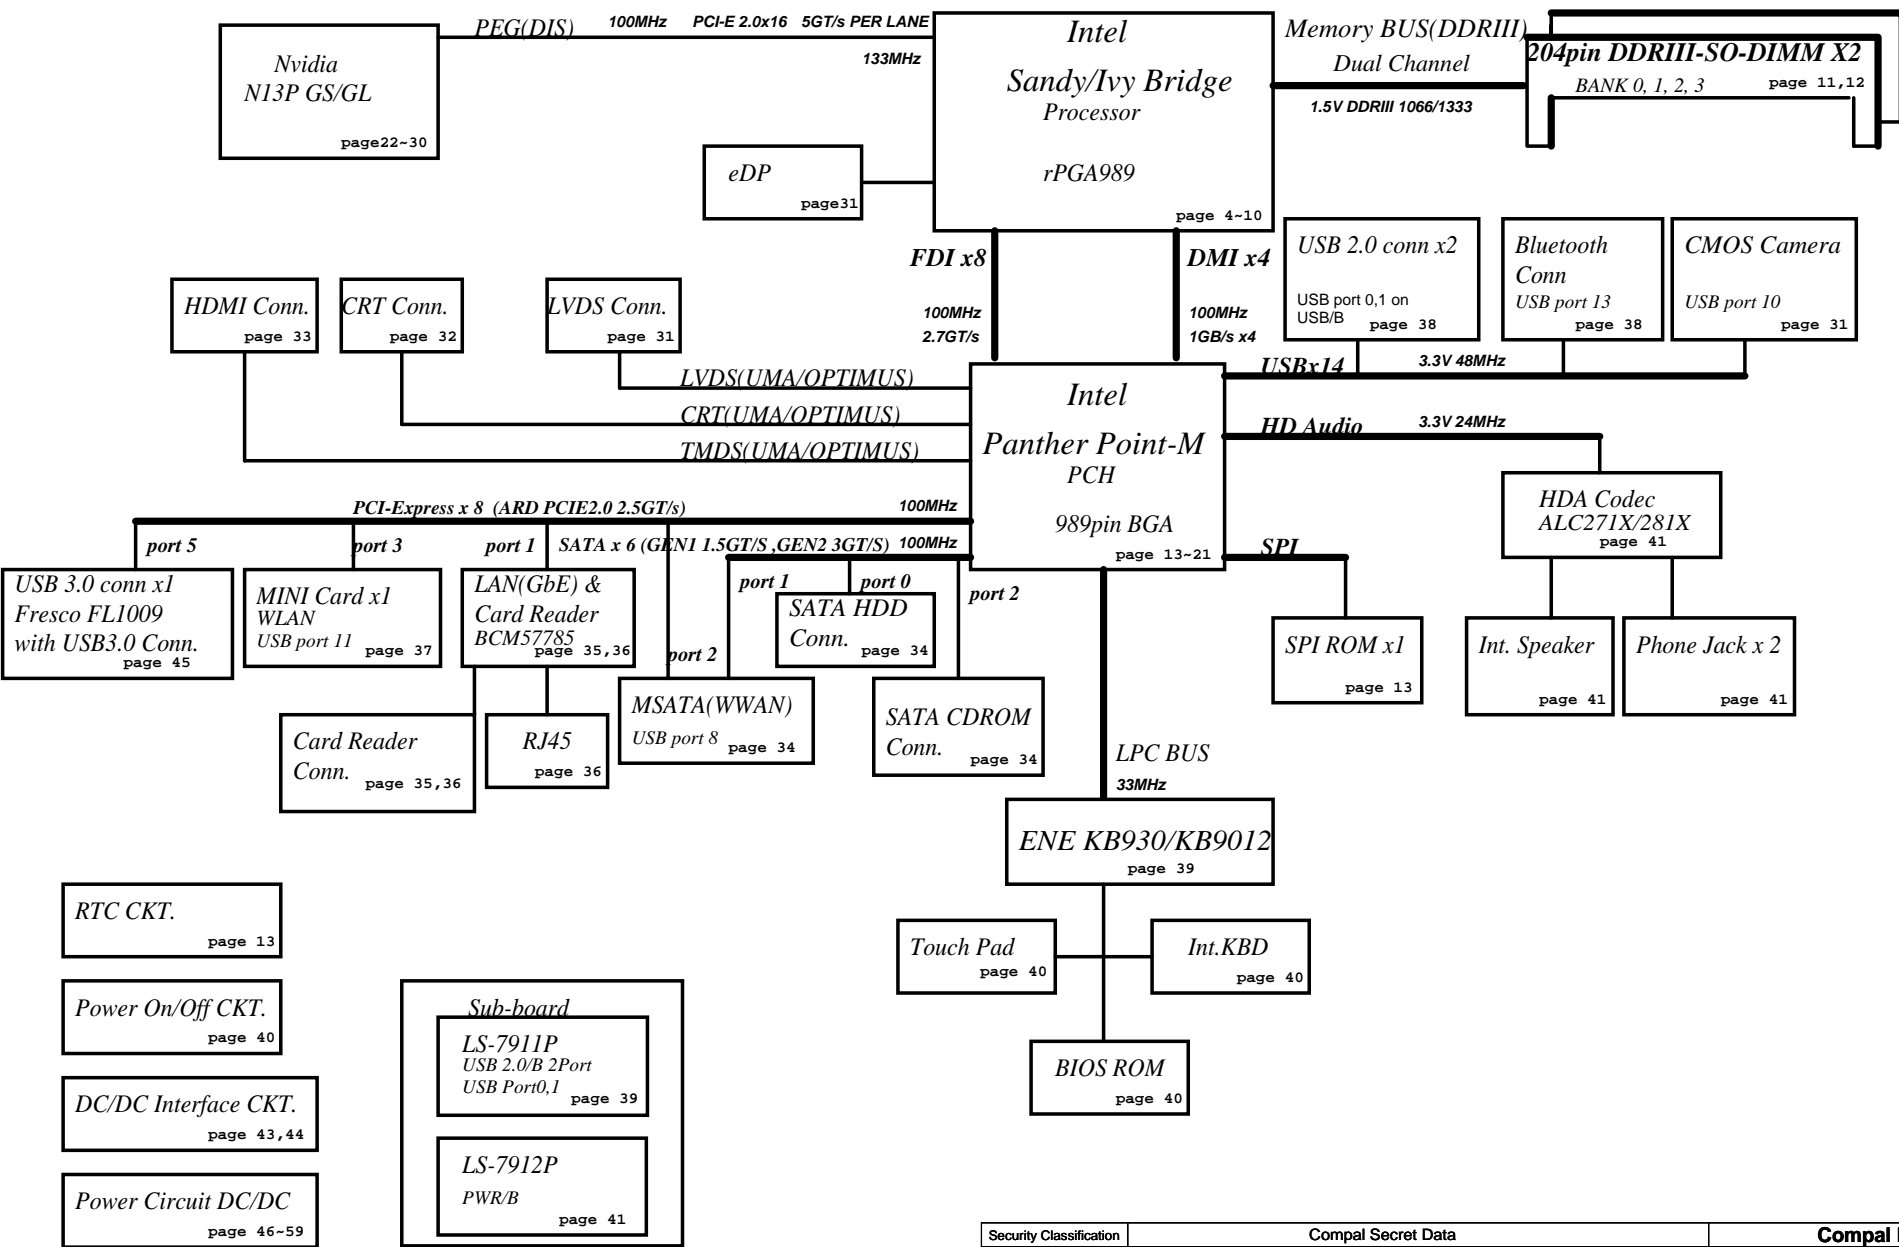 PEG(DIS)
100MHz
PCI-E 2.0x16
5GT/s PER LANE
133MHz
Nvidia
N13P GS/GL
page22~30
Intel
Sandy/Ivy Bridge
Processor
rPGA989
page 4~10
Memory BUS(DDRIII)
Dual Channel
1.5V DDRIII 1066/1333
204pin DDRIII-SO-DIMM X2
BANK 0, 1, 2, 3
page 11,12
eDP
page31
FDI x8
100MHz
2.7GT/s
DMI x4
100MHz
1GB/s x4
USB 2.0 conn x2
USB port 0,1 on
USB/B
page 38
Bluetooth
Conn
USB port 13
page 38
CMOS Camera
USB port 10
page 31
HDMI Conn.
page 33
CRT Conn.
page 32
LVDS Conn.
page 31
LVDS(UMA/OPTIMUS)
CRT(UMA/OPTIMUS)
TMDS(UMA/OPTIMUS)
Intel
Panther Point-M
PCH
989pin BGA
page 13~21
USBx14
3.3V 48MHz
HD Audio
3.3V 24MHz
HDA Codec
ALC271X/281X
page 41
SPI
PCI-Express x 8 (ARD PCIE2.0 2.5GT/s)
100MHz
port 5
port 3
port 1
SATA x 6 (GEN1 1.5GT/S ,GEN2 3GT/S)
100MHz
USB 3.0 conn x1
Fresco FL1009
with USB3.0 Conn.
page 45
MINI Card x1
WLAN
USB port 11
page 37
LAN(GbE) &
Card Reader
BCM57785
page 35,36
port 2
port 1
port 0
port 2
SATA HDD
Conn.
page 34
MSATA(WWAN)
USB port 8
page 34
SATA CDROM
Conn.
page 34
Card Reader
Conn.
page 35,36
RJ45
page 36
SPI ROM x1
page 13
Int. Speaker
page 41
Phone Jack x 2
page 41
LPC BUS
33MHz
ENE KB930/KB9012
page 39
Touch Pad
page 40
Int.KBD
page 40
BIOS ROM
page 40
RTC CKT.
page 13
Power On/Off CKT.
page 40
DC/DC Interface CKT.
page 43,44
Power Circuit DC/DC
page 46~59
Sub-board
LS-7911P
USB 2.0/B 2Port
USB Port0,1
page 39
LS-7912P
PWR/B
page 41
Security Classification
Compal Secret Data
Compal